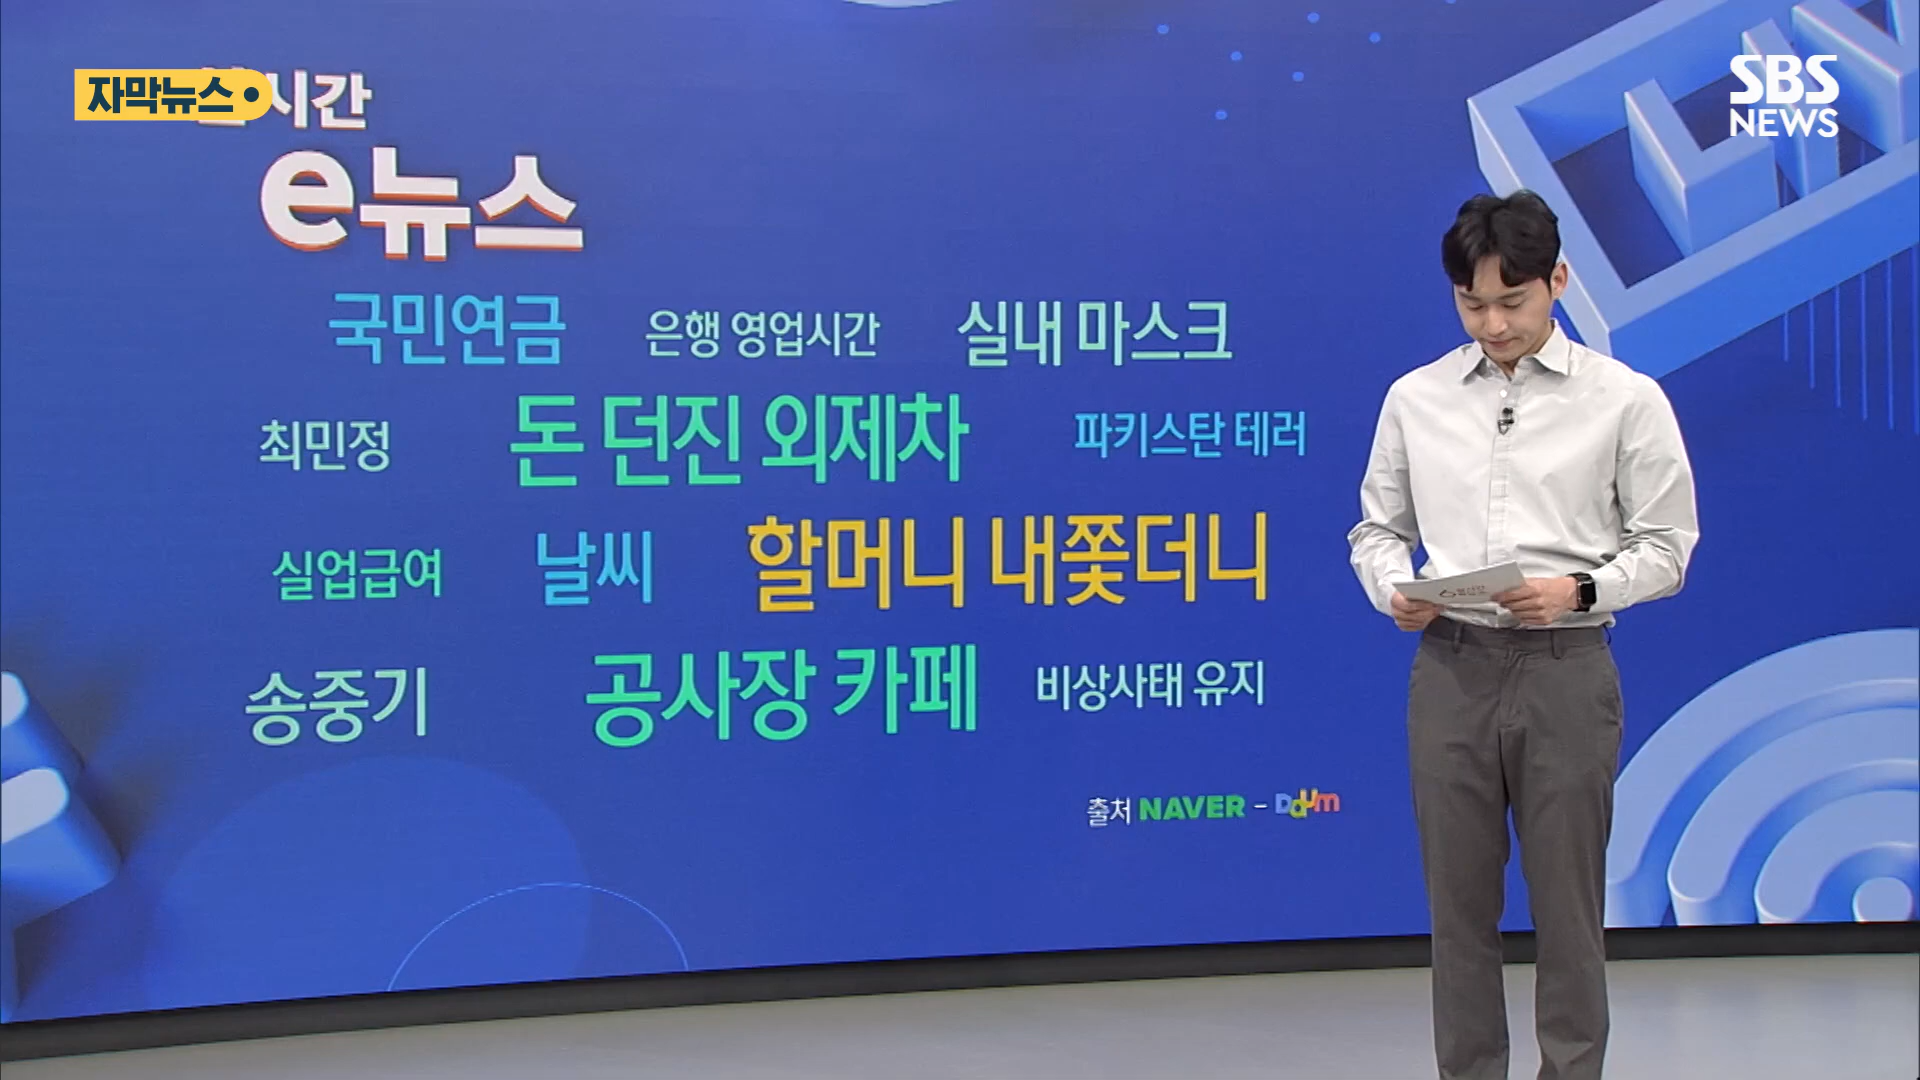 자막뉴스
시간
e뉴스
SBS
NEWS
국민연금 은행 영업시간 실내 마스크
최민정 돈 던진 외제차 파키스탄 테러
실업급여 날씨 할머니 내쫓더니
송중기 공사장 카페 비상사태 유지
출처 NAVER - Daum